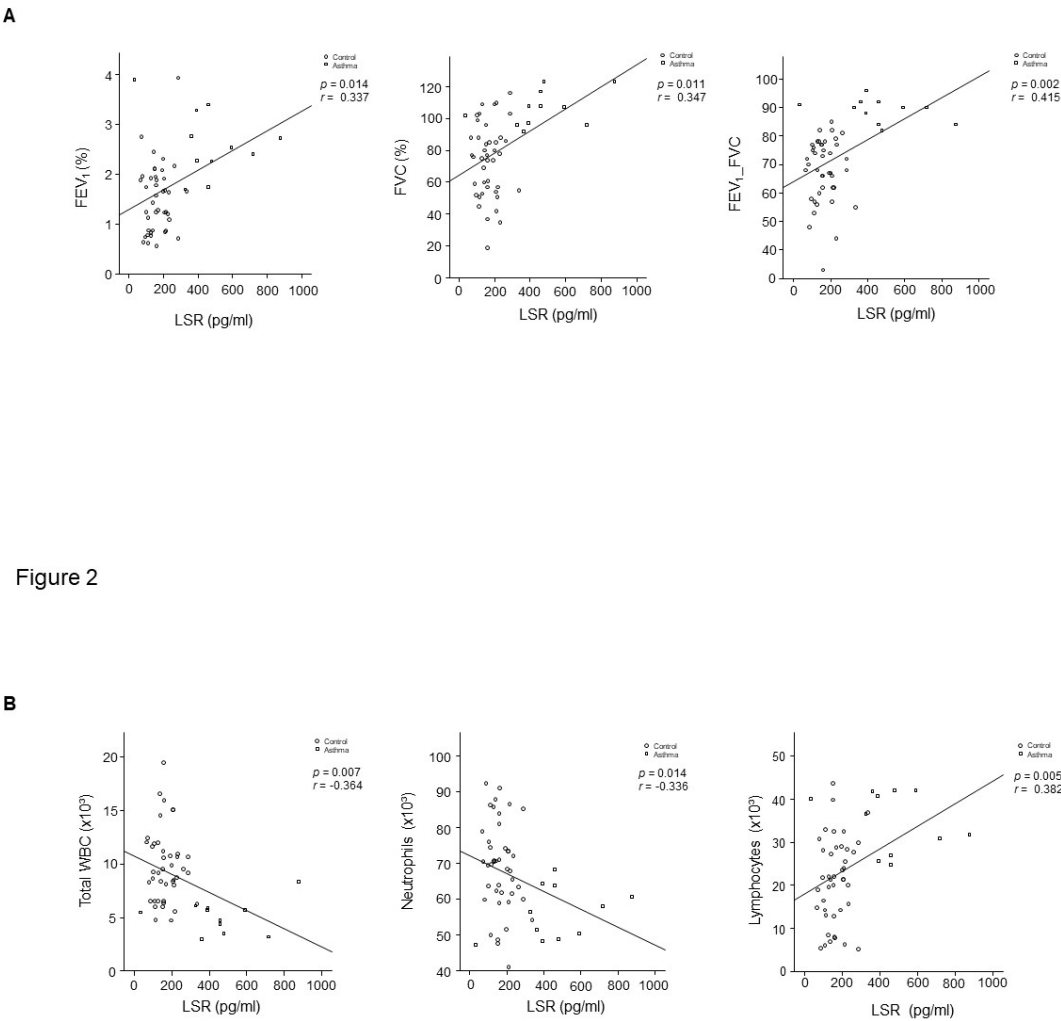 A
Control
Asthma
p = 0.014
r = 0.337
4
3
2
1
0
FEV₁ (%)
0 200 400 600 800 1000
LSR (pg/ml)
Control
Asthma
p = 0.011
r = 0.347
120
100
80
60
40
20
0
FVC (%)
0 200 400 600 800 1000
LSR (pg/ml)
Control
Asthma
p = 0.002
r = 0.415
100
90
80
70
60
50
40
0
FEV₁_FVC
0 200 400 600 800 1000
LSR (pg/ml)
Figure 2
B
Control
Asthma
p = 0.007
r = -0.364
20
15
10
5
0
Total WBC (x10³)
0 200 400 600 800 1000
LSR (pg/ml)
Control
Asthma
p = 0.014
r = -0.336
100
90
80
70
60
50
40
Neutrophils (x10³)
0 200 400 600 800 1000
LSR (pg/ml)
Control
Asthma
p = 0.005
r = 0.382
50
40
30
20
10
0
Lymphocytes (x10³)
0 200 400 600 800 1000
LSR (pg/ml)